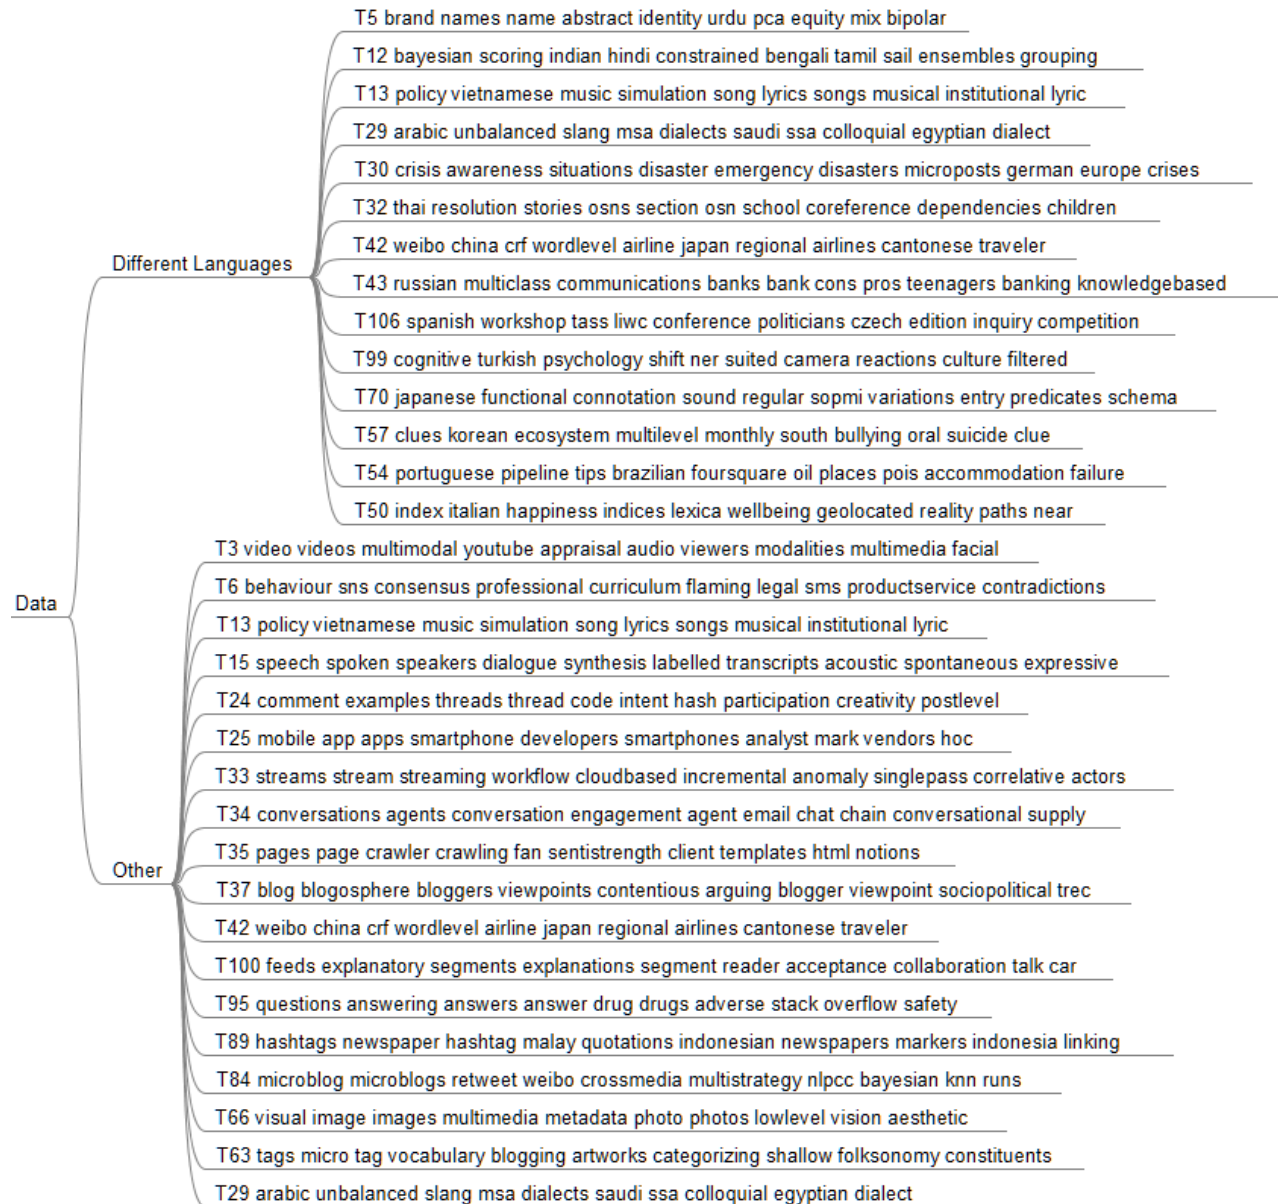 T5 brand names name abstract identity urdu pca equity mix bipolar
T12 bayesian scoring indian hindi constrained bengali tamil sail ensembles grouping
T13 policy vietnamese music simulation song lyrics songs musical institutional lyric
T29 arabic unbalanced slang msa dialects saudi ssa colloquial egyptian dialect
T30 crisis awareness situations disaster emergency disasters microposts german europe crises
T32 thai resolution stories osns section osn school coreference dependencies children
T42 weibo china crf wordlevel airline japan regional airlines cantonese traveler
Different Languages
T43 russian multiclass communications banks bank cons pros teenagers banking knowledgebased
T106 spanish workshop tass liwc conference politicians czech edition inquiry competition
T99 cognitive turkish psychology shift ner suited camera reactions culture filtered
T70 japanese functional connotation sound regular sopmi variations entry predicates schema
T57 clues korean ecosystem multilevel monthly south bullying oral suicide clue
T54 portuguese pipeline tips brazilian foursquare oil places pois accommodation failure
T50 index italian happiness indices lexica wellbeing geolocated reality paths near
T3 video videos multimodal youtube appraisal audio viewers modalities multimedia facial
T6 behaviour sns consensus professional curriculum flaming legal sms productservice contradictions
Data
T13 policy vietnamese music simulation song lyrics songs musical institutional lyric
T15 speech spoken speakers dialogue synthesis labelled transcripts acoustic spontaneous expressive
T24 comment examples threads thread code intent hash participation creativity postlevel
T25 mobile app apps smartphone developers smartphones analyst mark vendors hoc
T33 streams stream streaming workflow cloudbased incremental anomaly singlepass correlative actors
T34 conversations agents conversation engagement agent email chat chain conversational supply
T35 pages page crawler crawling fan sentistrength client templates html notions
Other
T37 blog blogosphere bloggers viewpoints contentious arguing blogger viewpoint sociopolitical trec
T42 weibo china crf wordlevel airline japan regional airlines cantonese traveler
T100 feeds explanatory segments explanations segment reader acceptance collaboration talk car
T95 questions answering answers answer drug drugs adverse stack overflow safety
T89 hashtags newspaper hashtag malay quotations indonesian newspapers markers indonesia linking
T84 microblog microblogs retweet weibo crossmedia multistrategy nlpcc bayesian knn runs
T66 visual image images multimedia metadata photo photos lowlevel vision aesthetic
T63 tags micro tag vocabulary blogging artworks categorizing shallow folksonomy constituents
T29 arabic unbalanced slang msa dialects saudi ssa colloquial egyptian dialect